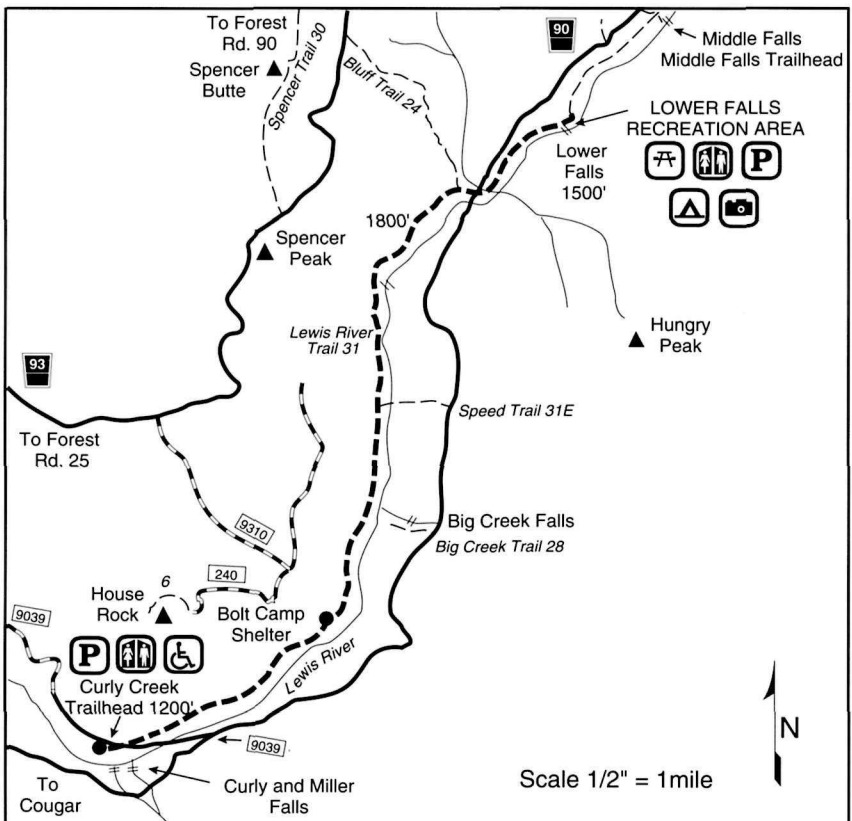 To Forest
Rd. 90
Spencer
Butte
Spencer Trail 30
Bluff Trail 24
90
Middle Falls
Middle Falls Trailhead
LOWER FALLS
RECREATION AREA
P
Lower
Falls
1500'
1800'
Spencer
Peak
Lewis River
Trail 31
Hungry
Peak
93
To Forest
Rd. 25
Speed Trail 31E
9310
Big Creek Falls
Big Creek Trail 28
6
240
House
Rock
Bolt Camp
Shelter
9039
P
Lewis River
Curly Creek
Trailhead 1200'
9039
N
To
Cougar
Curly and Miller
Falls
Scale 1/2" = 1mile